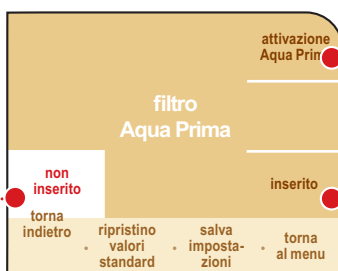 attivazione
Aqua Prima
filtro
Aqua Prima
non
inserito
inserito
torna
indietro
ripristino
valori
standard
salva
imposta-
zioni
torna
al menu